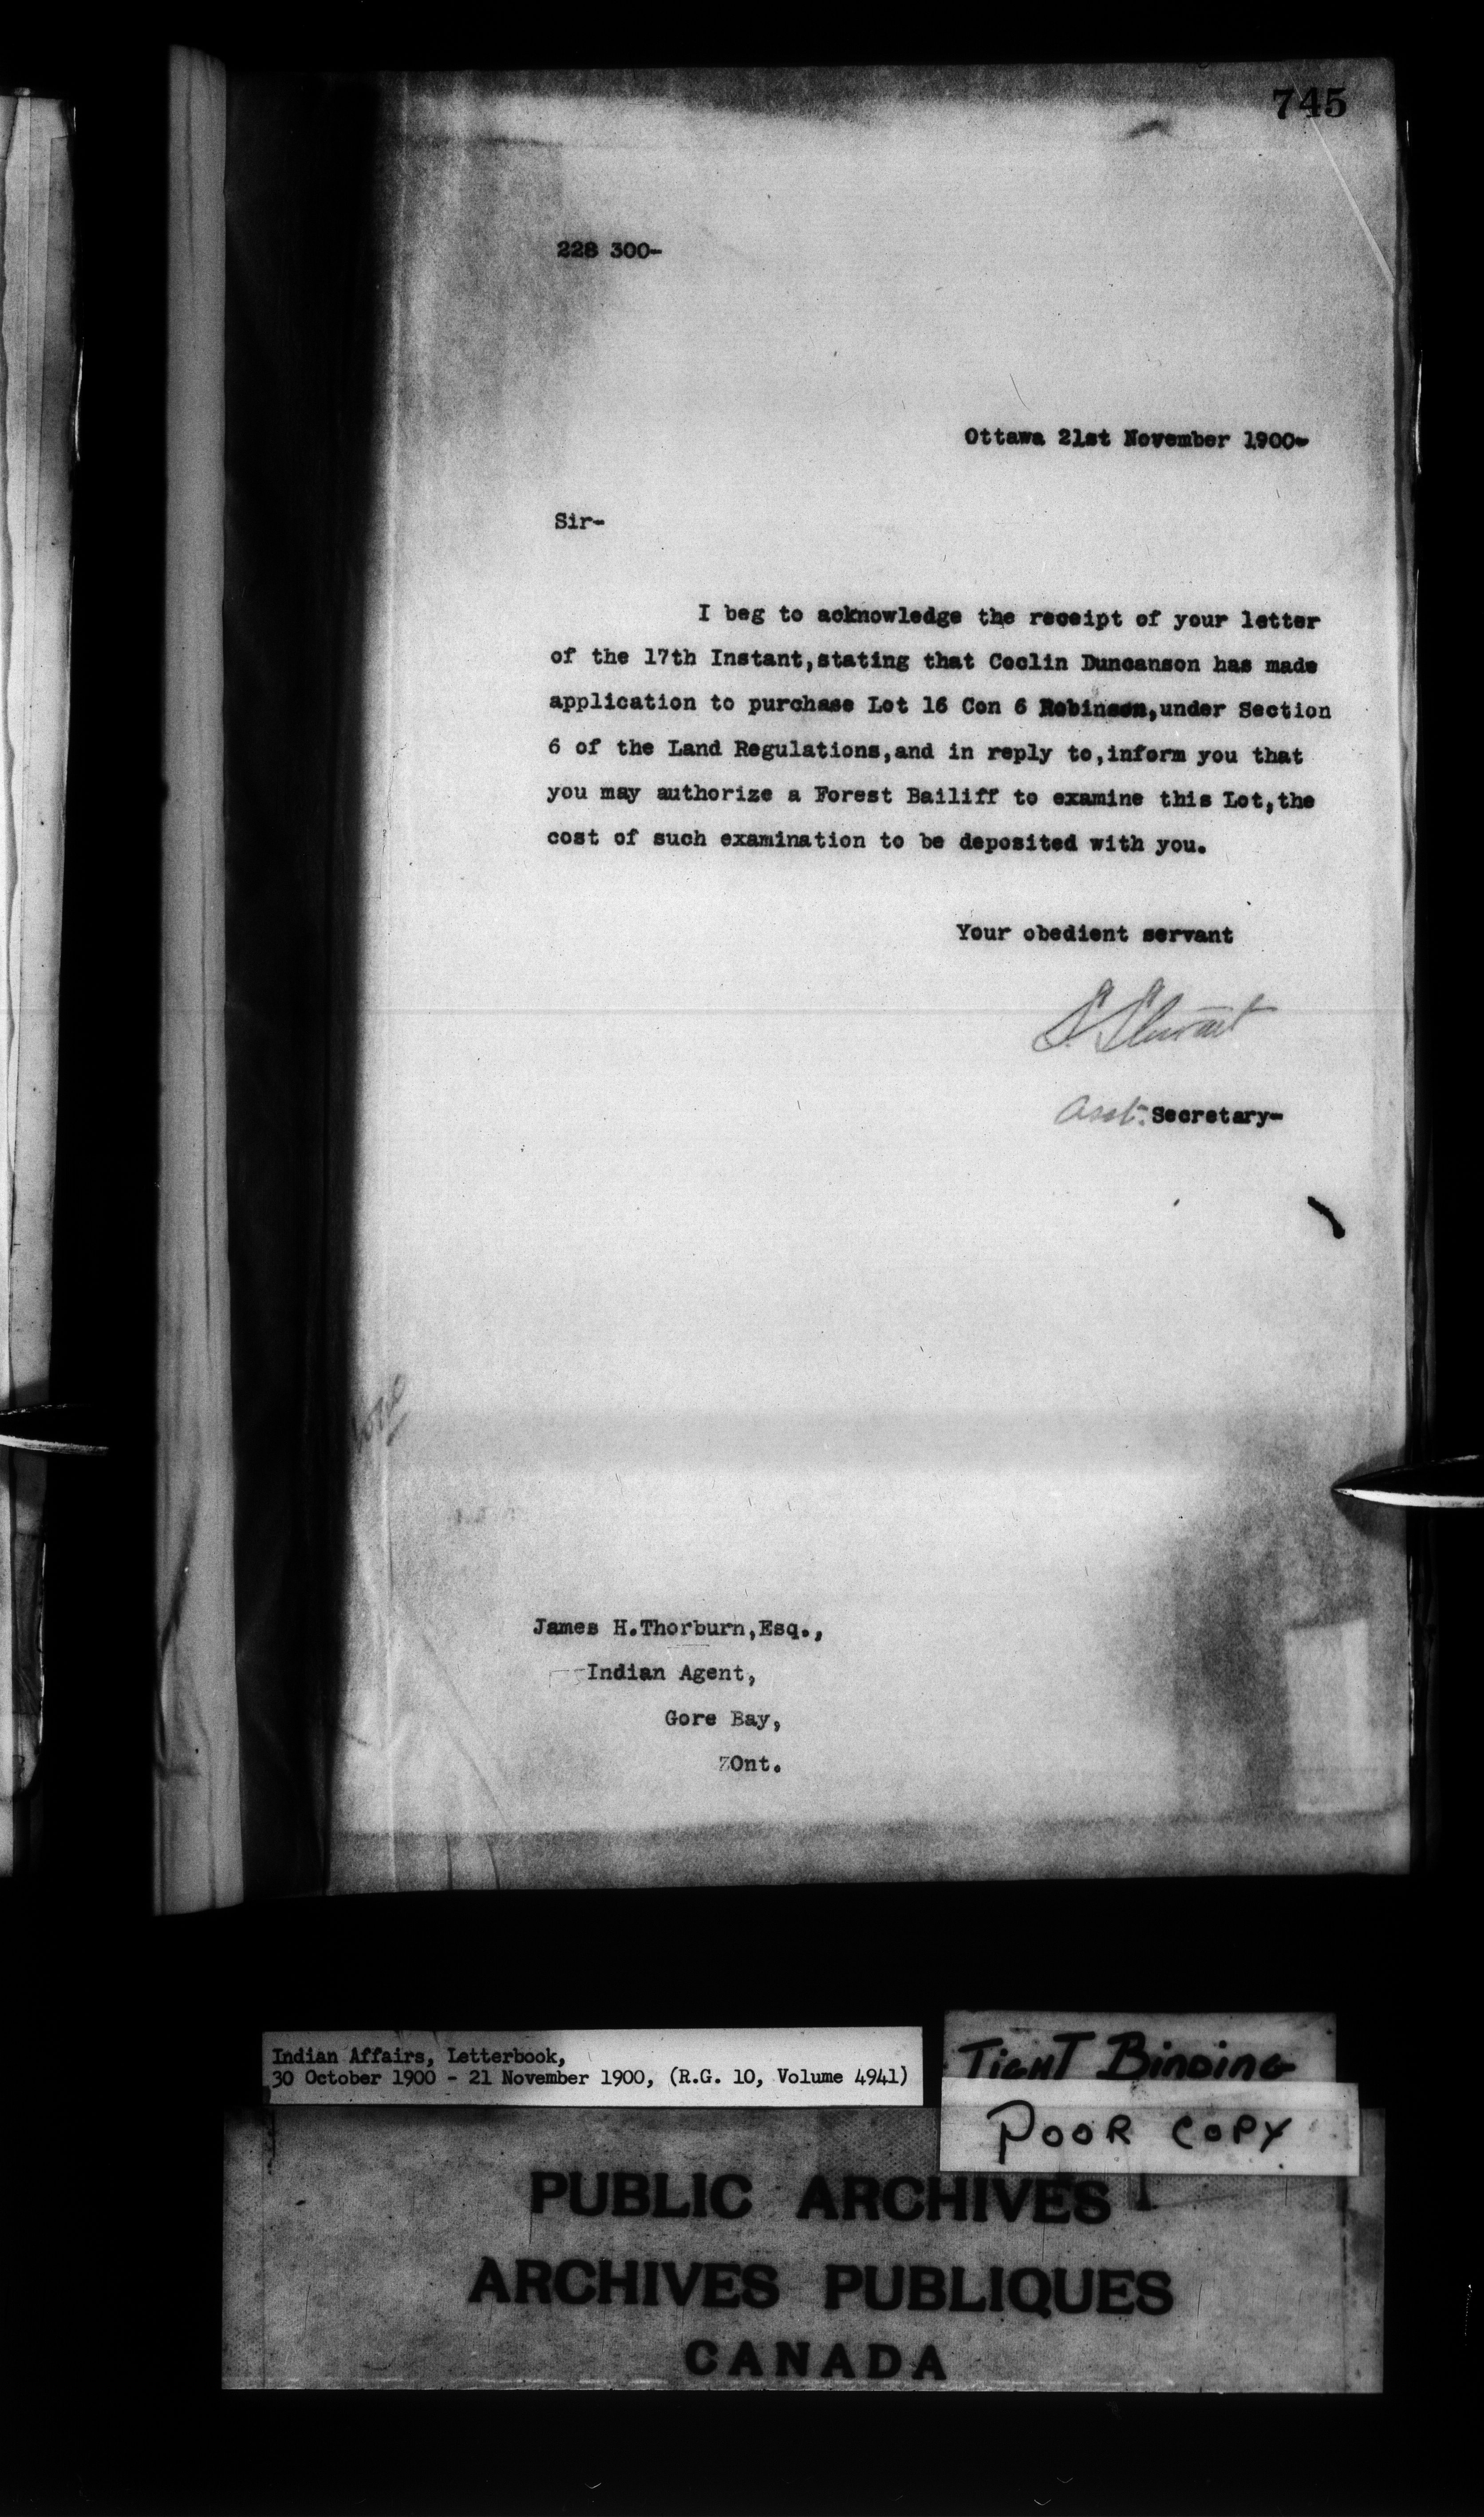 745
228 300-
Ottawa 21st November 1900-
Sir-
I beg to acknowledge the receipt of your letter
of the 17th Instant,stating that Coclin Duncanson has made
application to purchase Lot 16 Con 6 Robinson,under Section
6 of the Land Regulations,and in reply to,inform you that
you may authorize a Forest Bailiff to examine this Lot,the
cost of such examination to be deposited with you.
Your obedient servant
S. Stewart
Asst. Secretary-
James H.Thorburn,Esq.,
Indian Agent,
Gore Bay,
ZOnt.
Indian Affairs, Letterbook,
30 October 1900 - 21 November 1900, (R.G. 10, Volume 4941)
TIGHT BINDING
POOR COPY
PUBLIC ARCHIVES
ARCHIVES PUBLIQUES
CANADA